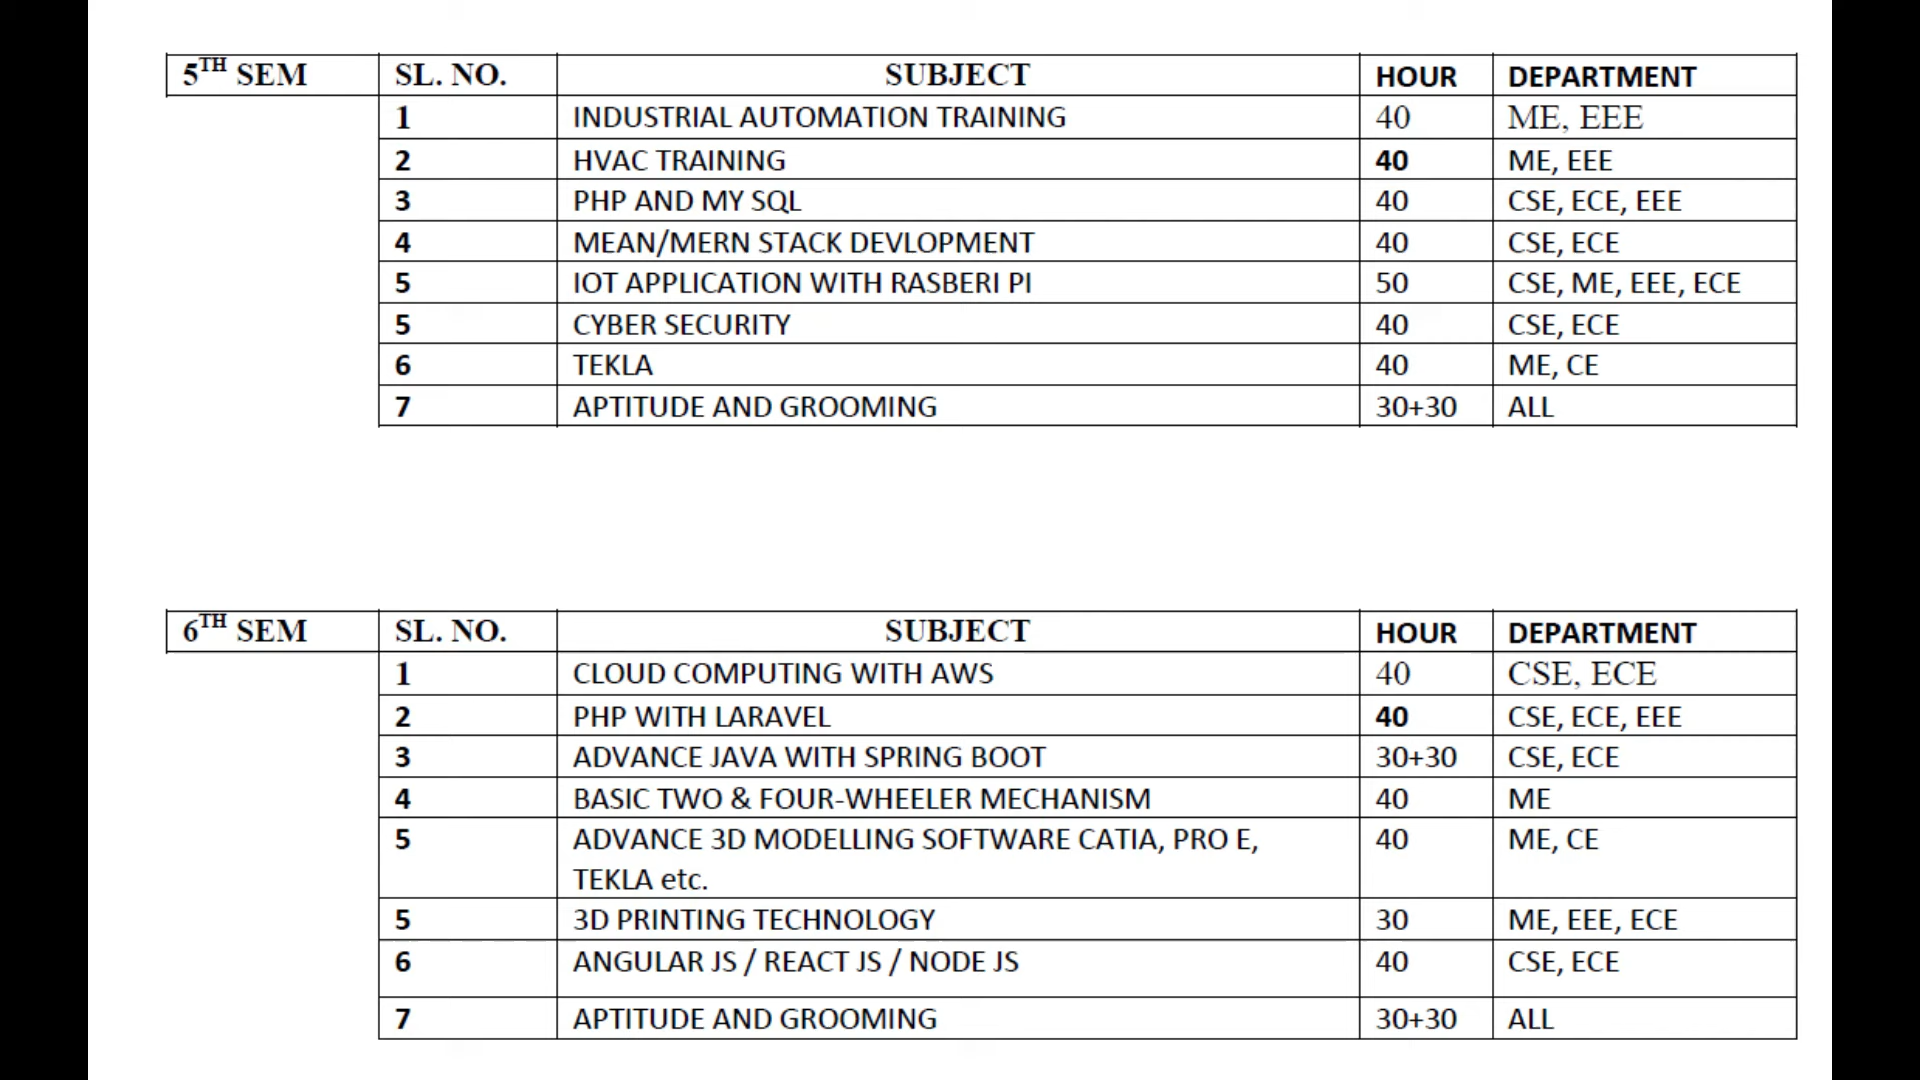 5TH SEM SL. NO. SUBJECT HOUR DEPARTMENT
1 INDUSTRIAL AUTOMATION TRAINING 40 ME, EEE
2 HVAC TRAINING 40 ME, EEE
3 PHP AND MY SQL 40 CSE, ECE, EEE
4 MEAN/MERN STACK DEVLOPMENT 40 CSE, ECE
5 IOT APPLICATION WITH RASBERI PI 50 CSE, ME, EEE, ECE
5 CYBER SECURITY 40 CSE, ECE
6 TEKLA 40 ME, CE
7 APTITUDE AND GROOMING 30+30 ALL
6TH SEM SL. NO. SUBJECT HOUR DEPARTMENT
1 CLOUD COMPUTING WITH AWS 40 CSE, ECE
2 PHP WITH LARAVEL 40 CSE, ECE, EEE
3 ADVANCE JAVA WITH SPRING BOOT 30+30 CSE, ECE
4 BASIC TWO & FOUR-WHEELER MECHANISM 40 ME
5 ADVANCE 3D MODELLING SOFTWARE CATIA, PRO E, 40 ME, CE
TEKLA etc.
5 3D PRINTING TECHNOLOGY 30 ME, EEE, ECE
6 ANGULAR JS / REACT JS / NODE JS 40 CSE, ECE
7 APTITUDE AND GROOMING 30+30 ALL